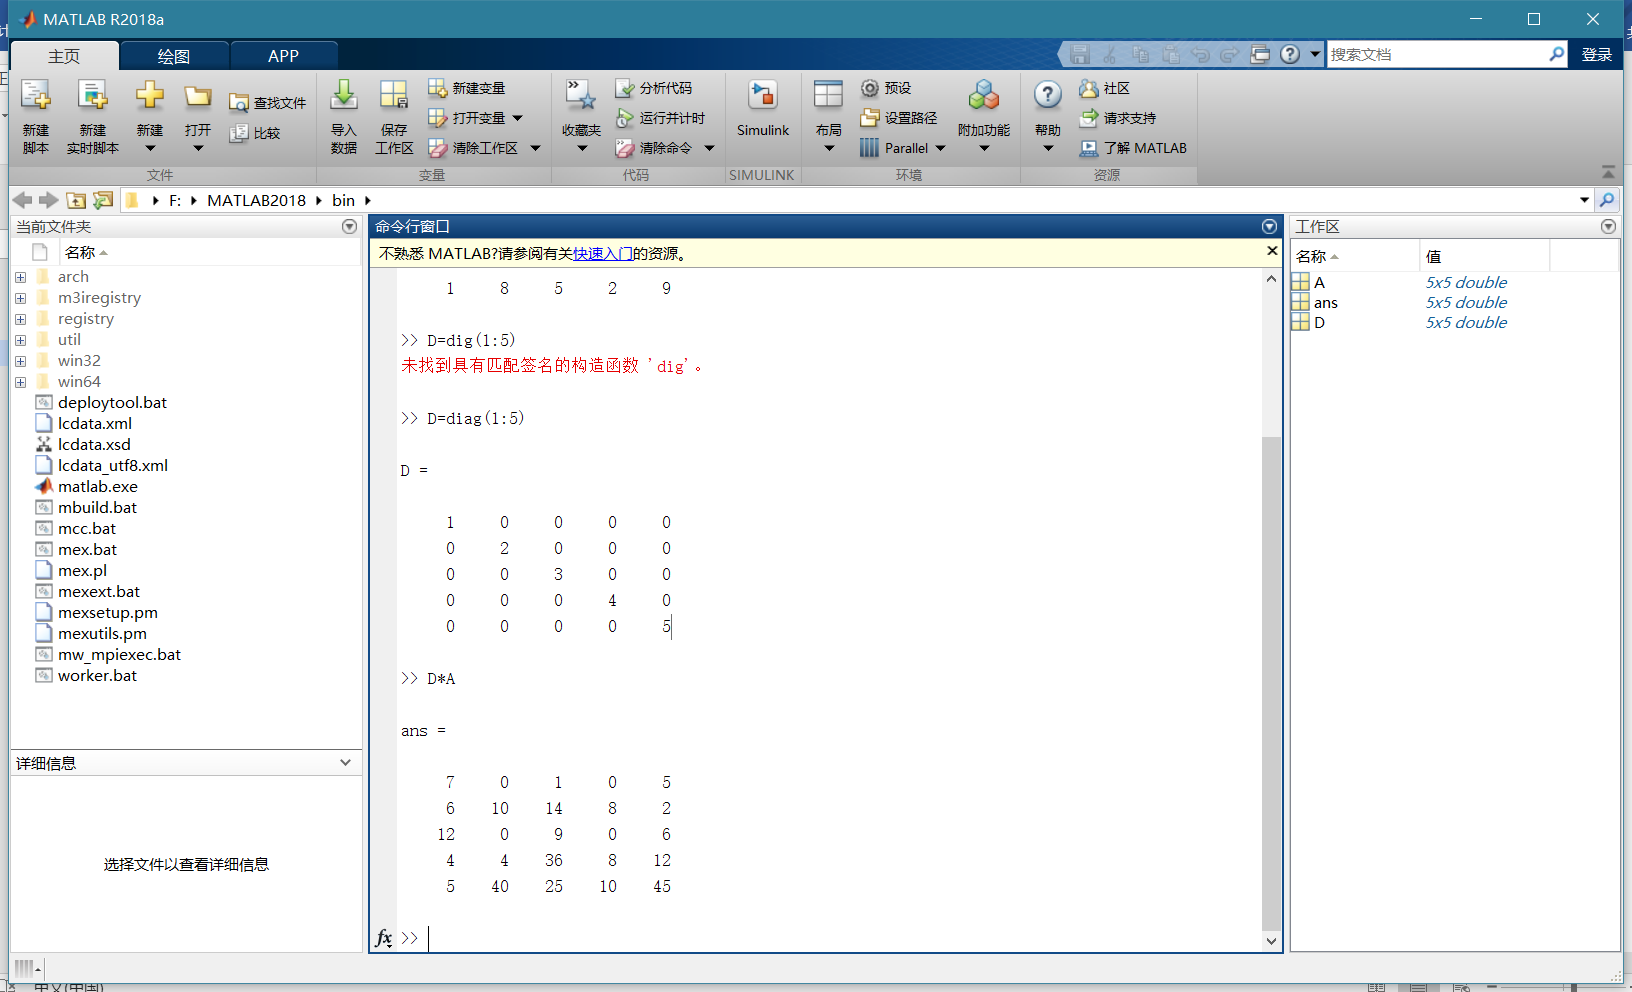 MATLAB R2018a
主页 绘图 APP 搜索文档 登录
新建 脚本
新建 实时脚本
新建
打开
查找文件
比较
文件
导入 数据
保存 工作区
新建变量
打开变量
清除工作区
变量
收藏夹
分析代码
运行并计时
清除命令
代码
Simulink
SIMULINK
布局
预设
设置路径
Parallel
附加功能
环境
帮助
社区
请求支持
了解 MATLAB
资源
F: MATLAB2018 bin
当前文件夹
名称
arch
m3iregistry
registry
util
win32
win64
deploytool.bat
lcdata.xml
lcdata.xsd
lcdata_utf8.xml
matlab.exe
mbuild.bat
mcc.bat
mex.bat
mex.pl
mexext.bat
mexsetup.pm
mexutils.pm
mw_mpiexec.bat
worker.bat
详细信息
选择文件以查看详细信息
命令行窗口
不熟悉 MATLAB?请参阅有关快速入门的资源。
1 8 5 2 9
>> D=dig(1:5)
未找到具有匹配签名的构造函数 'dig'。
>> D=diag(1:5)
D =
1 0 0 0 0
0 2 0 0 0
0 0 3 0 0
0 0 0 4 0
0 0 0 0 5
>> D*A
ans =
7 0 1 0 5
6 10 14 8 2
12 0 9 0 6
4 4 36 8 12
5 40 25 10 45
fx >>
工作区
名称 值
A 5x5 double
ans 5x5 double
D 5x5 double